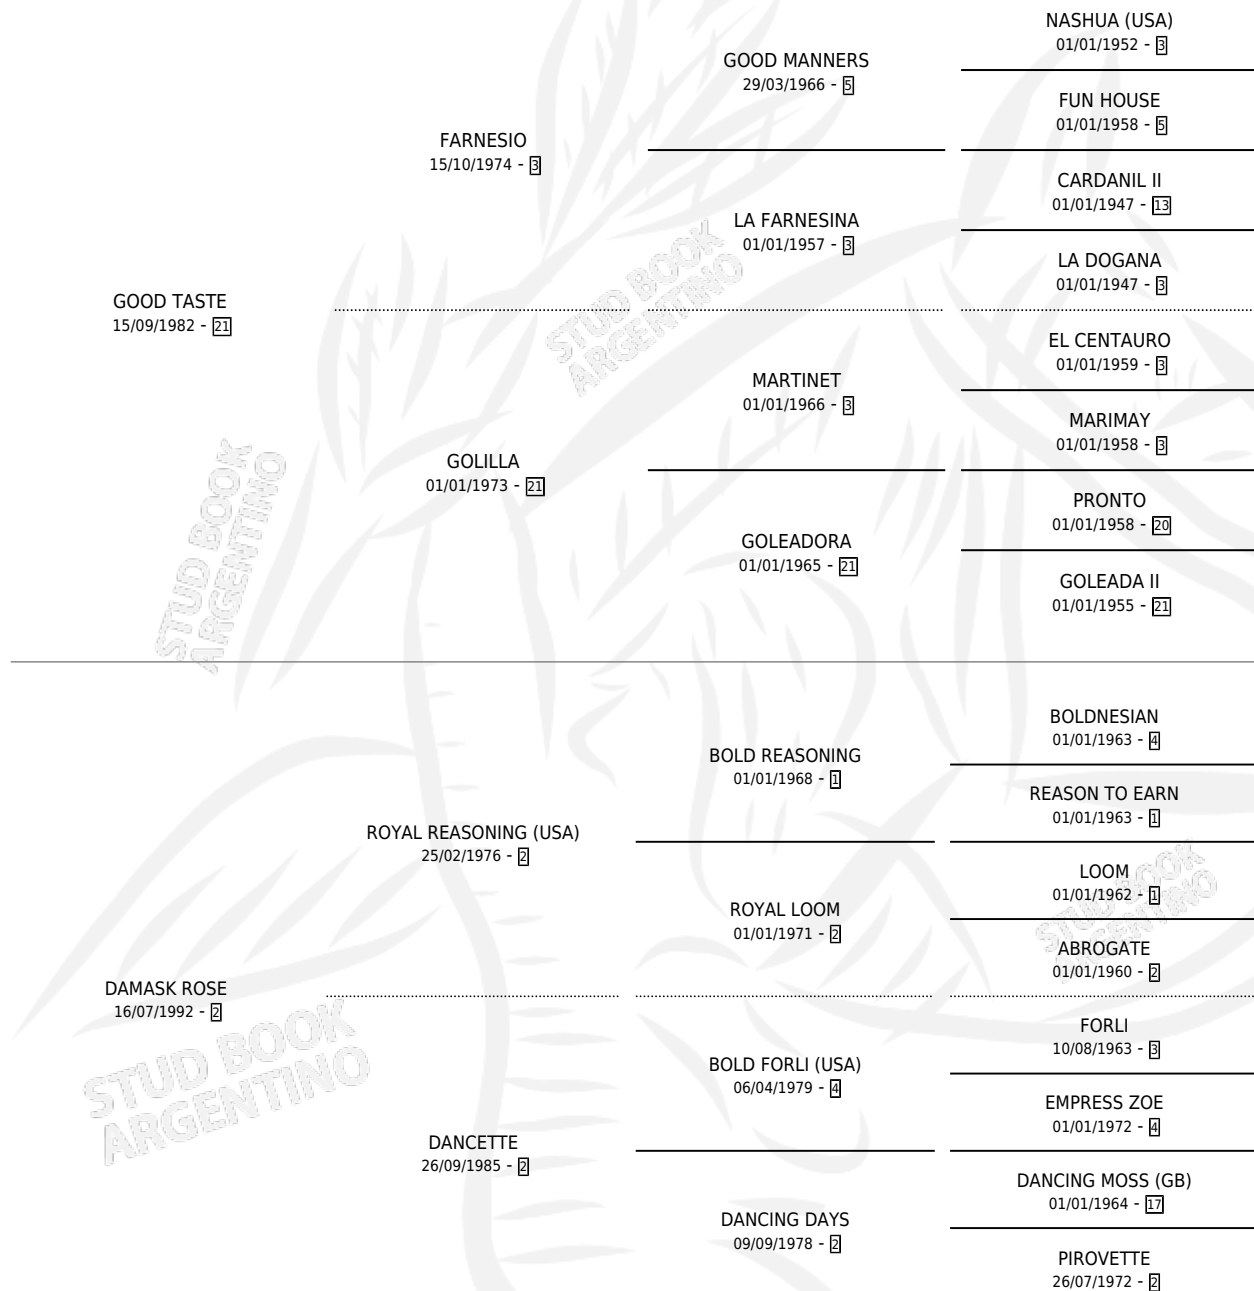 NASHUA (USA)
01/01/1952 - 3
GOOD MANNERS
29/03/1966 - 5
FUN HOUSE
01/01/1958 - 5
FARNESIO
15/10/1974 - 3
CARDANIL II
01/01/1947 - 13
LA FARNESINA
01/01/1957 - 3
LA DOGANA
01/01/1947 - 3
GOOD TASTE
15/09/1982 - 21
EL CENTAURO
01/01/1959 - 3
MARTINET
01/01/1966 - 3
MARIMAY
01/01/1958 - 3
GOLILLA
01/01/1973 - 21
PRONTO
01/01/1958 - 20
GOLEADORA
01/01/1965 - 21
GOLEADA II
01/01/1955 - 21
STUD BOOK
ARGENTINO
STUD BOOK
ARGENTINO
BOLDNESIAN
01/01/1963 - 4
BOLD REASONING
01/01/1968 - 1
REASON TO EARN
01/01/1963 - 1
ROYAL REASONING (USA)
25/02/1976 - 2
LOOM
01/01/1962 - 1
ROYAL LOOM
01/01/1971 - 2
ABROGATE
01/01/1960 - 2
DAMASK ROSE
16/07/1992 - 2
FORLI
10/08/1963 - 3
BOLD FORLI (USA)
06/04/1979 - 4
EMPRESS ZOE
01/01/1972 - 4
DANCETTE
26/09/1985 - 2
DANCING MOSS (GB)
01/01/1964 - 17
DANCING DAYS
09/09/1978 - 2
PIROVETTE
26/07/1972 - 2
STUD BOOK
ARGENTINO
STUD BOOK
ARGENTINO